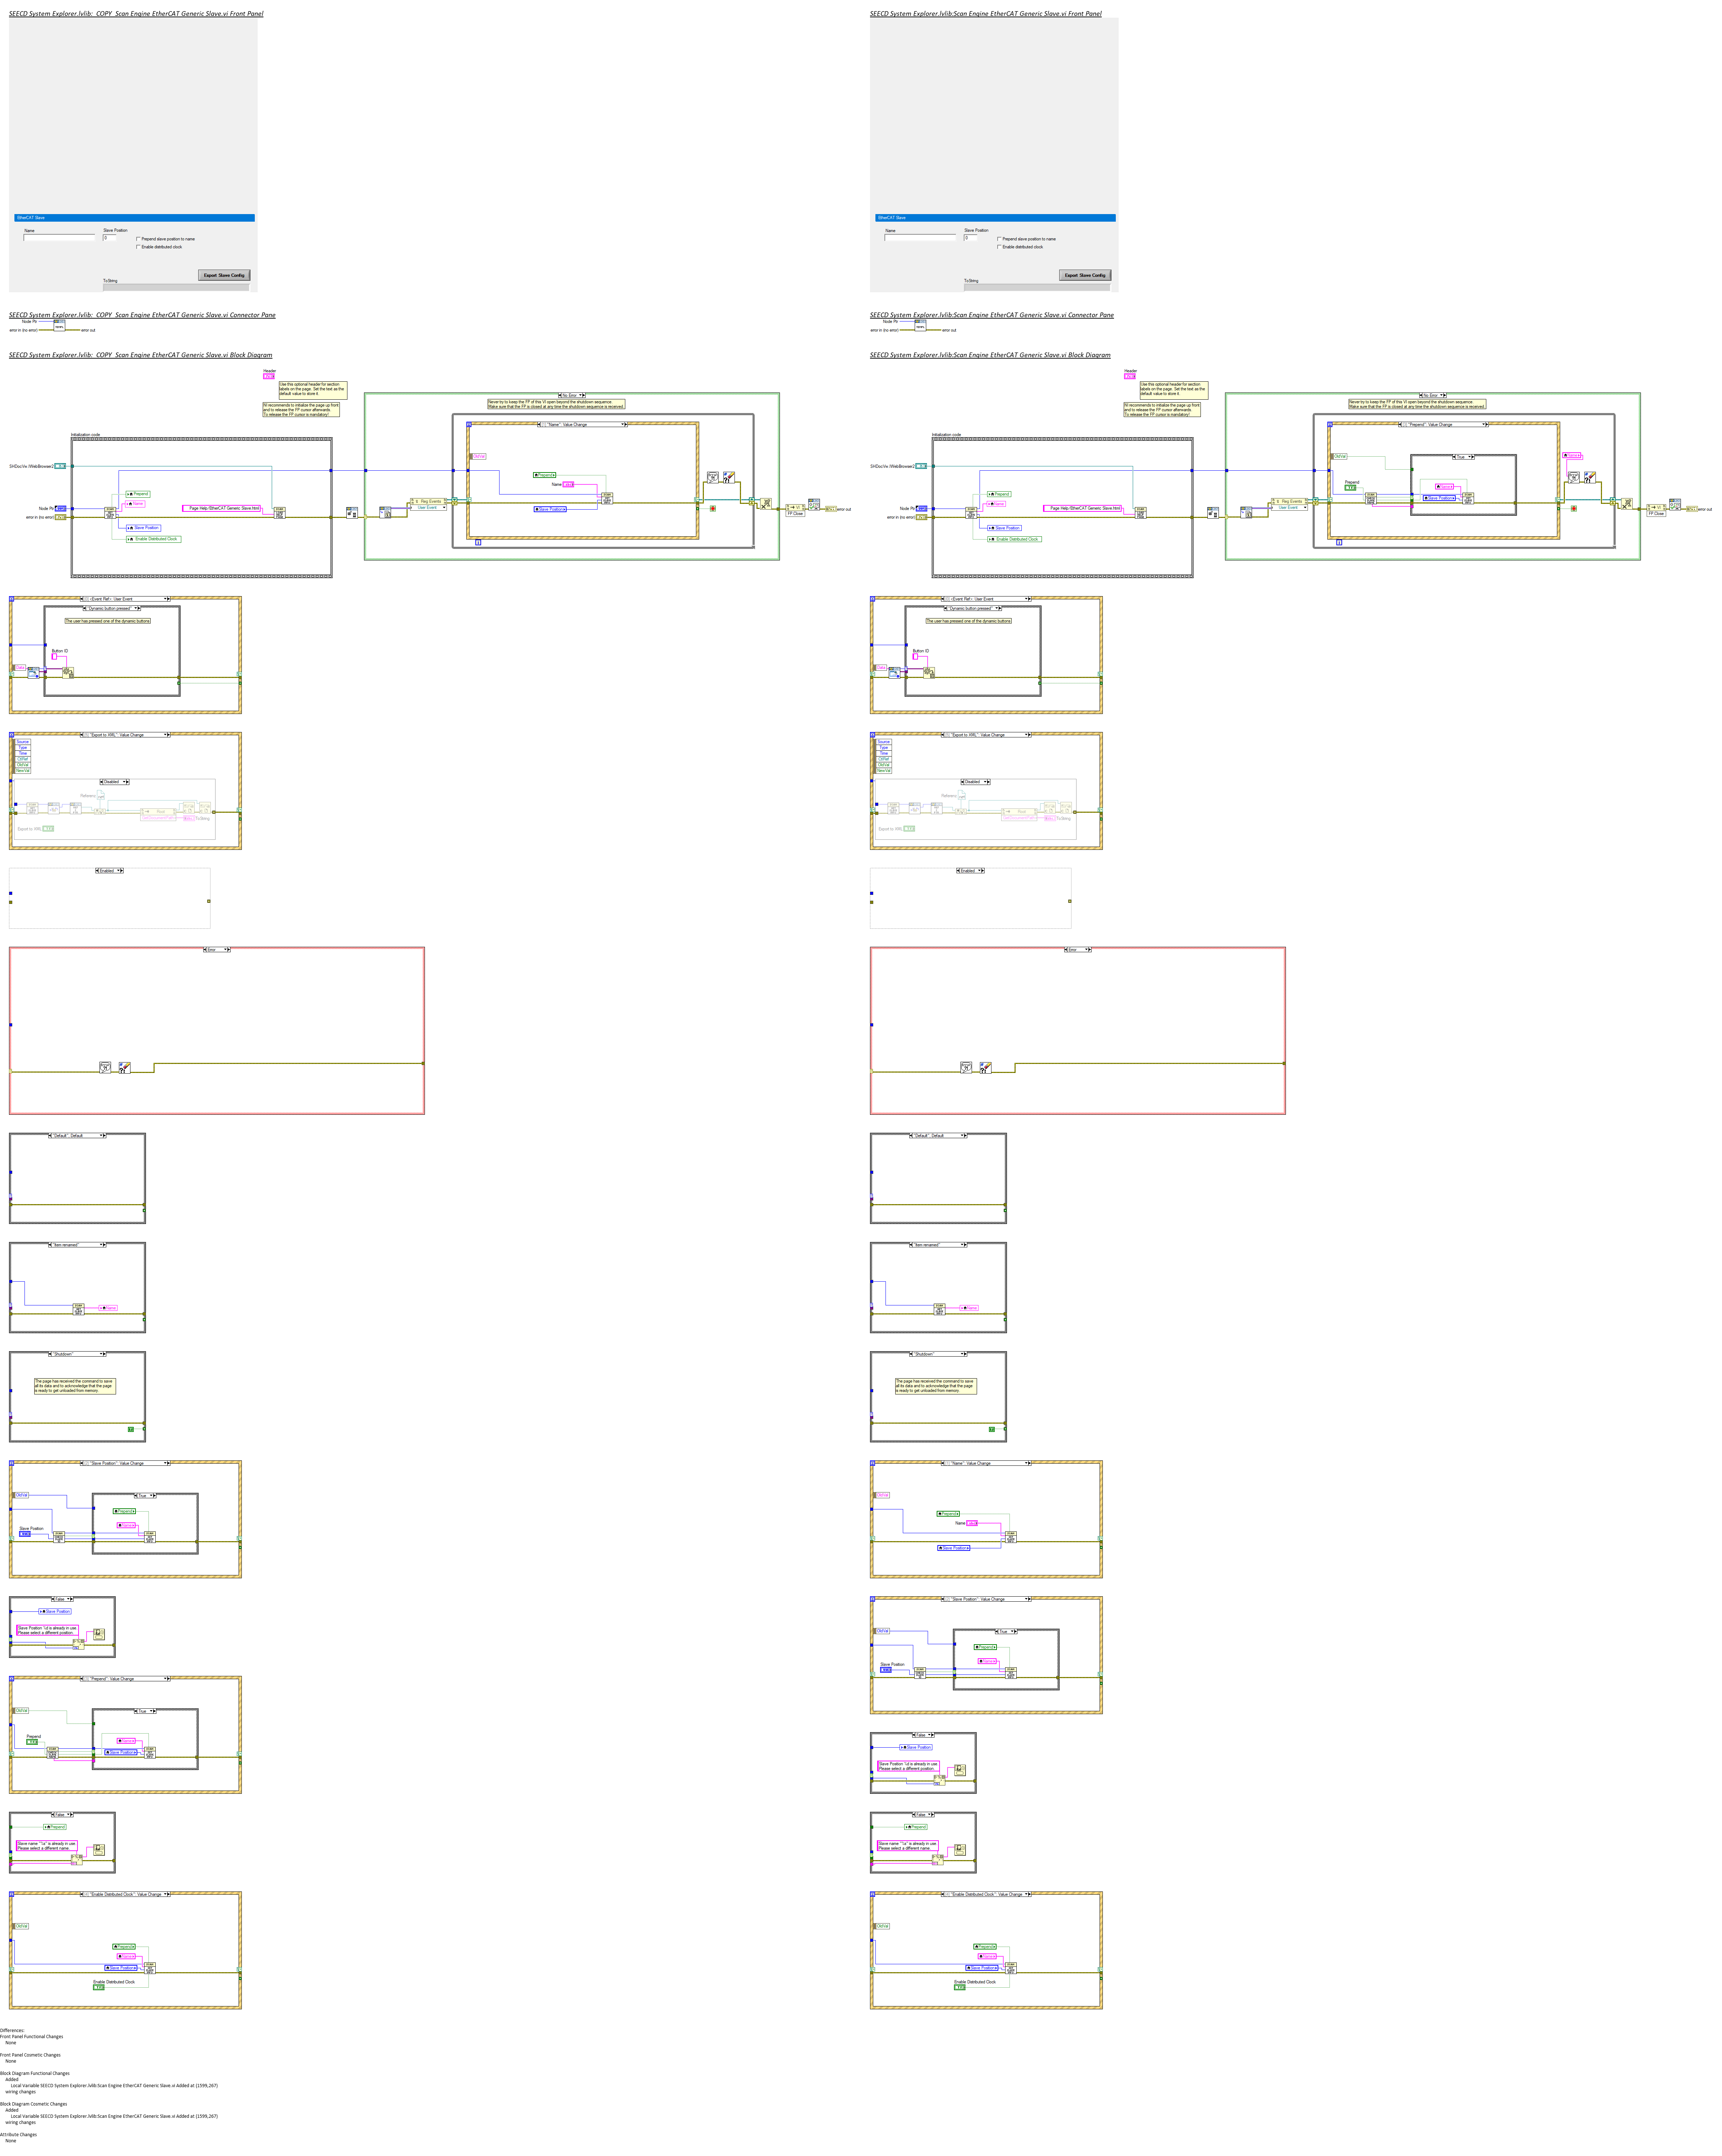 SEECD System Explorer.lvlib:_COPY_Scan Engine EtherCAT Generic Slave.vi Front Panel
EtherCAT Slave
Name
Slave Position
0
Prepend slave position to name
Enable distributed clock
Export Slave Config
ToString
SEECD System Explorer.lvlib:_COPY_Scan Engine EtherCAT Generic Slave.vi Connector Pane
Node Ptr
error in (no error)
error out
SEECD System Explorer.lvlib:_COPY_Scan Engine EtherCAT Generic Slave.vi Block Diagram
Header
Use this optional header for section
labels on the page. Set the text as the
default value to store it.
NI recommends to initialize the page up front
and to release the FP cursor afterwards.
To release the FP cursor is mandatory!
No Error
Never try to keep the FP of this VI open beyond the shutdown sequence.
Make sure that the FP is closed at any time the shutdown sequence is received.
"Name": Value Change
Initialization code
OldVal
SHDocVw.IWebBrowser2
Prepend
Name
Prepend
Name
Node Ptr
Page Help/EtherCAT Generic Slave.html
Reg Events
User Event
Slave Position
error in (no error)
FP.Close
error out
Slave Position
Enable Distributed Clock
<Event Ref>: User Event
"Dynamic button pressed"
The user has pressed one of the dynamic buttons
Button ID
Data
"Export to XML": Value Change
Source
Type
Time
CtlRef
OldVal
NewVal
Disabled
Reference
ToString
Export to XML
Enabled
Error
"Default", Default
"Item renamed"
Name
"Shutdown"
The page has received the command to save
all its data and to acknowledge that the page
is ready to get unloaded from memory.
"Slave Position": Value Change
OldVal
True
Prepend
Name
Slave Position
False
Slave Position
Slave Position %d is already in use.
Please select a different position.
"Prepend": Value Change
OldVal
True
Prepend
Name
Slave Position
False
Prepend
Slave name "%s" is already in use.
Please select a different name.
"Enable Distributed Clock": Value Change
OldVal
Prepend
Name
Slave Position
Enable Distributed Clock
SEECD System Explorer.lvlib:Scan Engine EtherCAT Generic Slave.vi Front Panel
EtherCAT Slave
Name
Slave Position
0
Prepend slave position to name
Enable distributed clock
Export Slave Config
ToString
SEECD System Explorer.lvlib:Scan Engine EtherCAT Generic Slave.vi Connector Pane
Node Ptr
error in (no error)
error out
SEECD System Explorer.lvlib:Scan Engine EtherCAT Generic Slave.vi Block Diagram
Header
Use this optional header for section
labels on the page. Set the text as the
default value to store it.
NI recommends to initialize the page up front
and to release the FP cursor afterwards.
To release the FP cursor is mandatory!
No Error
Never try to keep the FP of this VI open beyond the shutdown sequence.
Make sure that the FP is closed at any time the shutdown sequence is received.
"Prepend": Value Change
Initialization code
OldVal
True
Name
SHDocVw.IWebBrowser2
Prepend
Name
Prepend
Name
Slave Position
Node Ptr
Page Help/EtherCAT Generic Slave.html
Reg Events
User Event
error in (no error)
FP.Close
error out
Slave Position
Enable Distributed Clock
<Event Ref>: User Event
"Dynamic button pressed"
The user has pressed one of the dynamic buttons
Button ID
Data
"Export to XML": Value Change
Source
Type
Time
CtlRef
OldVal
NewVal
Disabled
Reference
ToString
Export to XML
Enabled
Error
"Default", Default
"Item renamed"
Name
"Shutdown"
The page has received the command to save
all its data and to acknowledge that the page
is ready to get unloaded from memory.
"Name": Value Change
OldVal
Prepend
Name
Slave Position
"Slave Position": Value Change
OldVal
True
Prepend
Name
Slave Position
False
Slave Position
Slave Position %d is already in use.
Please select a different position.
False
Prepend
Slave name "%s" is already in use.
Please select a different name.
"Enable Distributed Clock": Value Change
OldVal
Prepend
Name
Slave Position
Enable Distributed Clock
Differences:
Front Panel Functional Changes
None
Front Panel Cosmetic Changes
None
Block Diagram Functional Changes
Added
Local Variable SEECD System Explorer.lvlib:Scan Engine EtherCAT Generic Slave.vi Added at (1599,267)
wiring changes
Block Diagram Cosmetic Changes
Added
Local Variable SEECD System Explorer.lvlib:Scan Engine EtherCAT Generic Slave.vi Added at (1599,267)
wiring changes
Attribute Changes
None